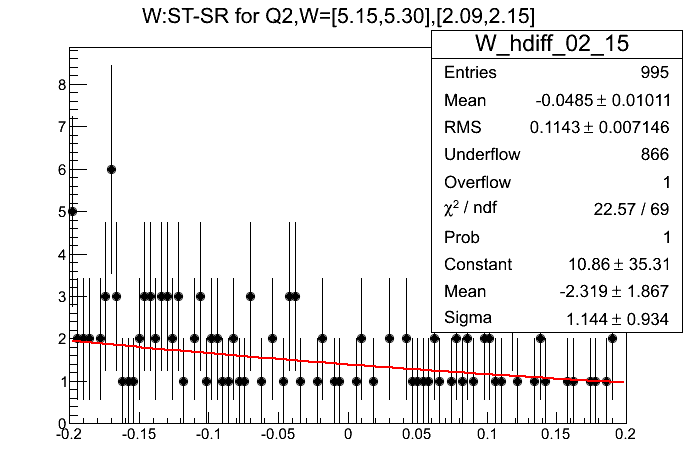 W:ST-SR for Q2,W=[5.15,5.30],[2.09,2.15]
W_hdiff_02_15
Entries 995
Mean -0.0485 ± 0.01011
RMS 0.1143 ± 0.007146
Underflow 866
Overflow 1
χ² / ndf 22.57 / 69
Prob 1
Constant 10.86 ± 35.31
Mean -2.319 ± 1.867
Sigma 1.144 ± 0.934
8
7
6
5
4
3
2
1
0
-0.2 -0.15 -0.1 -0.05 0 0.05 0.1 0.15 0.2